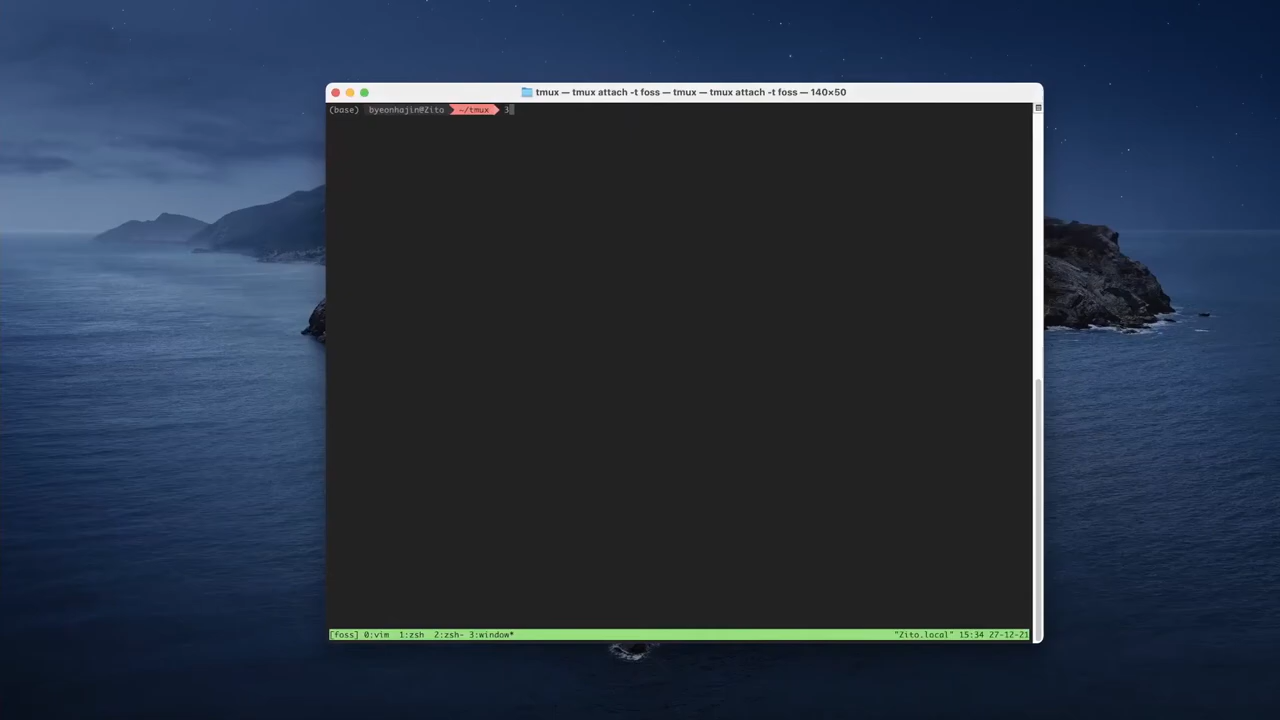 tmux — tmux attach -t foss — tmux — tmux attach -t foss — 140×50
(base) byeonhajin@Zito ~/tmux 3
[foss] 0:vim 1:zsh 2:zsh- 3:window* "Zito.local" 15:34 27-12-21